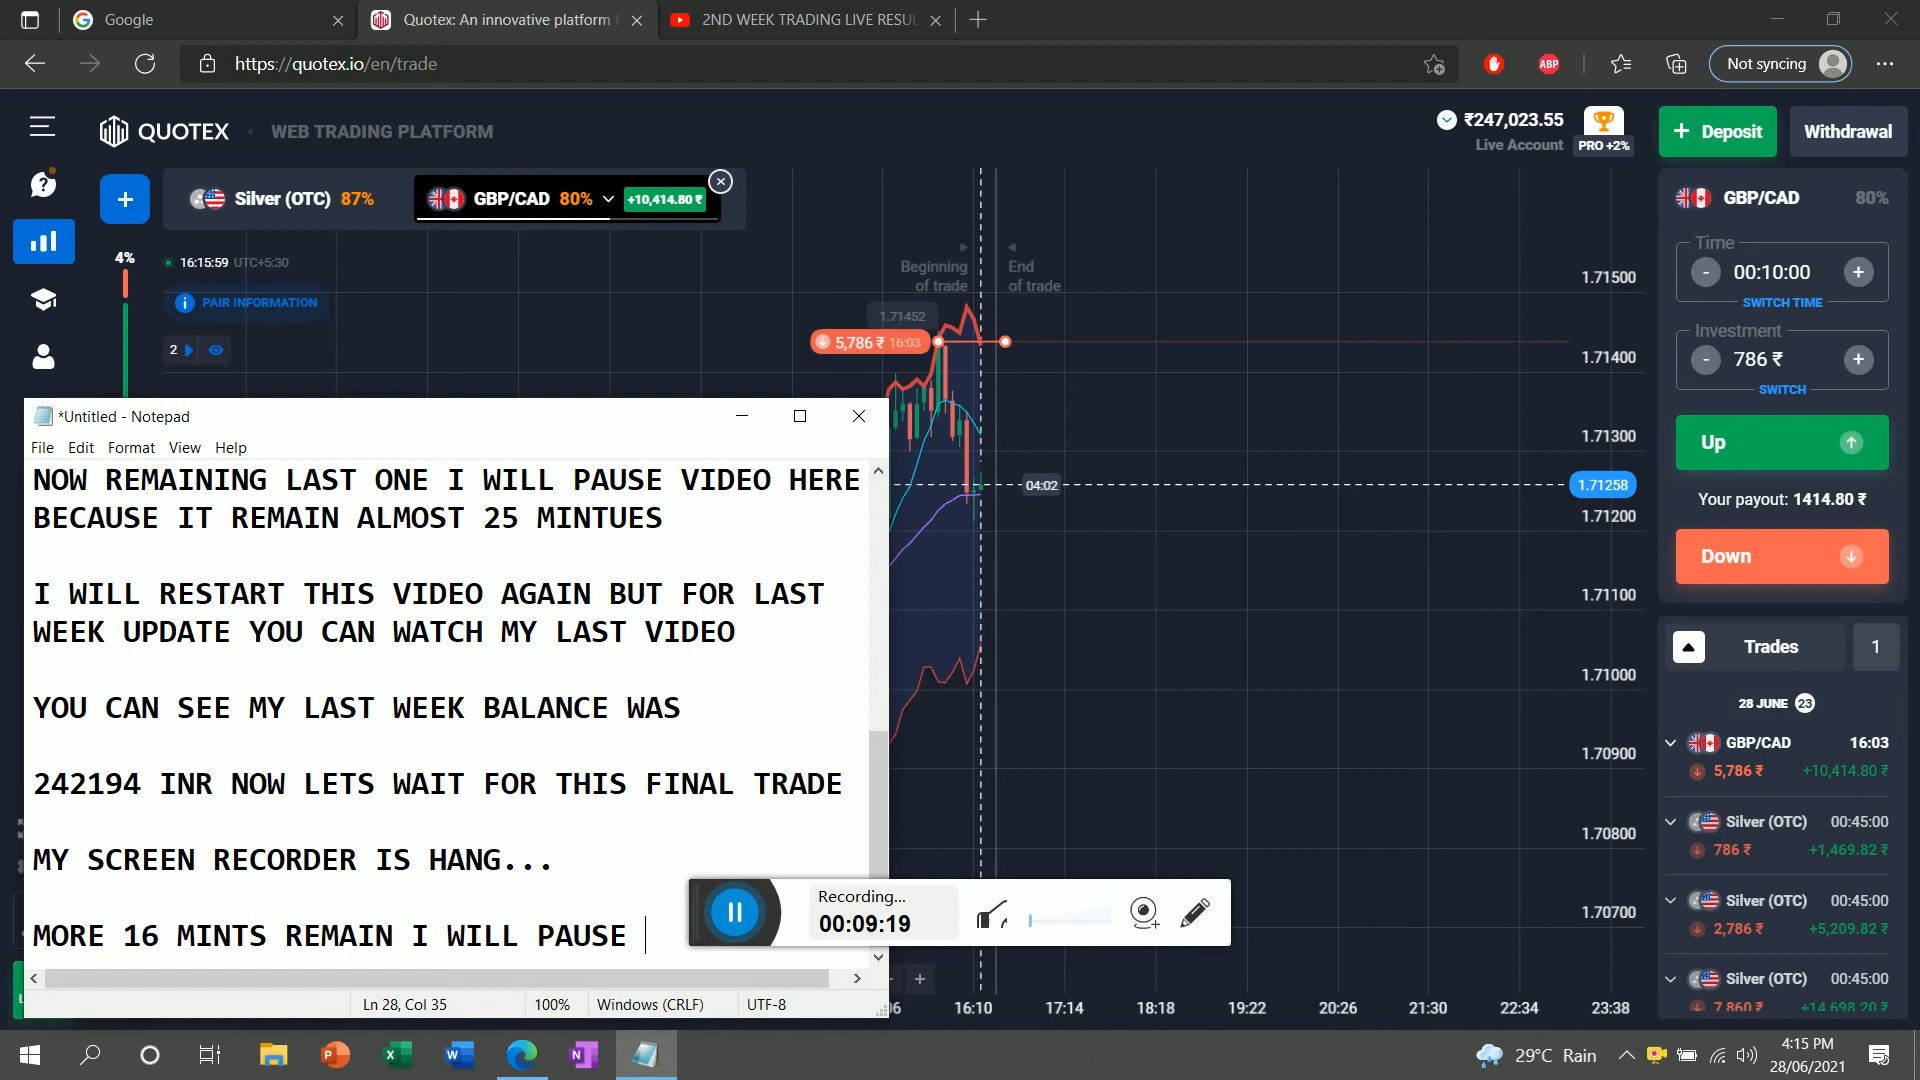 Google
Quotex: An innovative platform f
2ND WEEK TRADING LIVE RESUL
https://quotex.io/en/trade
ABP
Not syncing
QUOTEX
WEB TRADING PLATFORM
₹247,023.55
Live Account
PRO +2%
+ Deposit
Withdrawal
Silver (OTC) 87%
GBP/CAD 80%
+10,414.80 ₹
GBP/CAD
80%
4%
16:15:59 UTC+5:30
PAIR INFORMATION
2
Beginning
of trade
End
of trade
1.71452
5,786 ₹ 16:03
04:02
1.71500
1.71400
1.71300
1.71258
1.71200
1.71100
1.71000
1.70900
1.70800
1.70700
Time
- 00:10:00 +
SWITCH TIME
Investment
- 786 ₹ +
SWITCH
Up
Your payout: 1414.80 ₹
Down
Trades
1
28 JUNE 23
GBP/CAD 16:03
5,786 ₹ +10,414.80 ₹
Silver (OTC) 00:45:00
786 ₹ +1,469.82 ₹
Silver (OTC) 00:45:00
2,786 ₹ +5,209.82 ₹
Silver (OTC) 00:45:00
7,860 ₹ +14,698.20 ₹
*Untitled - Notepad
File Edit Format View Help
NOW REMAINING LAST ONE I WILL PAUSE VIDEO HERE
BECAUSE IT REMAIN ALMOST 25 MINTUES
I WILL RESTART THIS VIDEO AGAIN BUT FOR LAST
WEEK UPDATE YOU CAN WATCH MY LAST VIDEO
YOU CAN SEE MY LAST WEEK BALANCE WAS
242194 INR NOW LETS WAIT FOR THIS FINAL TRADE
MY SCREEN RECORDER IS HANG...
MORE 16 MINTS REMAIN I WILL PAUSE
Ln 28, Col 35
100%
Windows (CRLF)
UTF-8
Recording...
00:09:19
16:10
17:14
18:18
19:22
20:26
21:30
22:34
23:38
29°C Rain
4:15 PM
28/06/2021